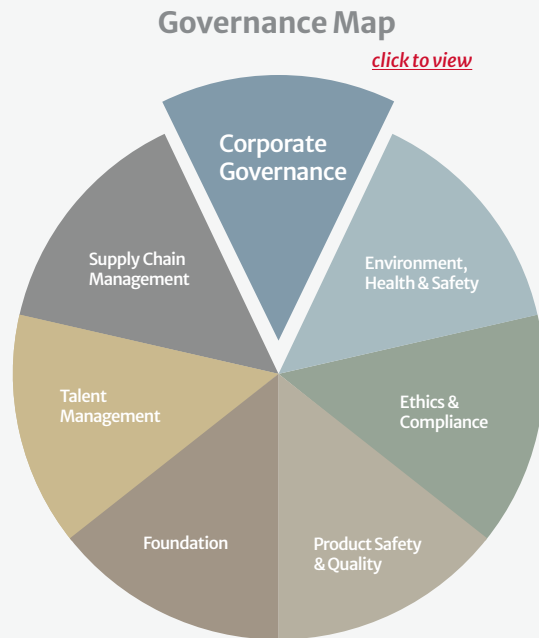 Governance Map
click to view
Corporate
Governance
Supply Chain
Management
Environment,
Health & Safety
Talent
Management
Ethics &
Compliance
Foundation
Product Safety
& Quality